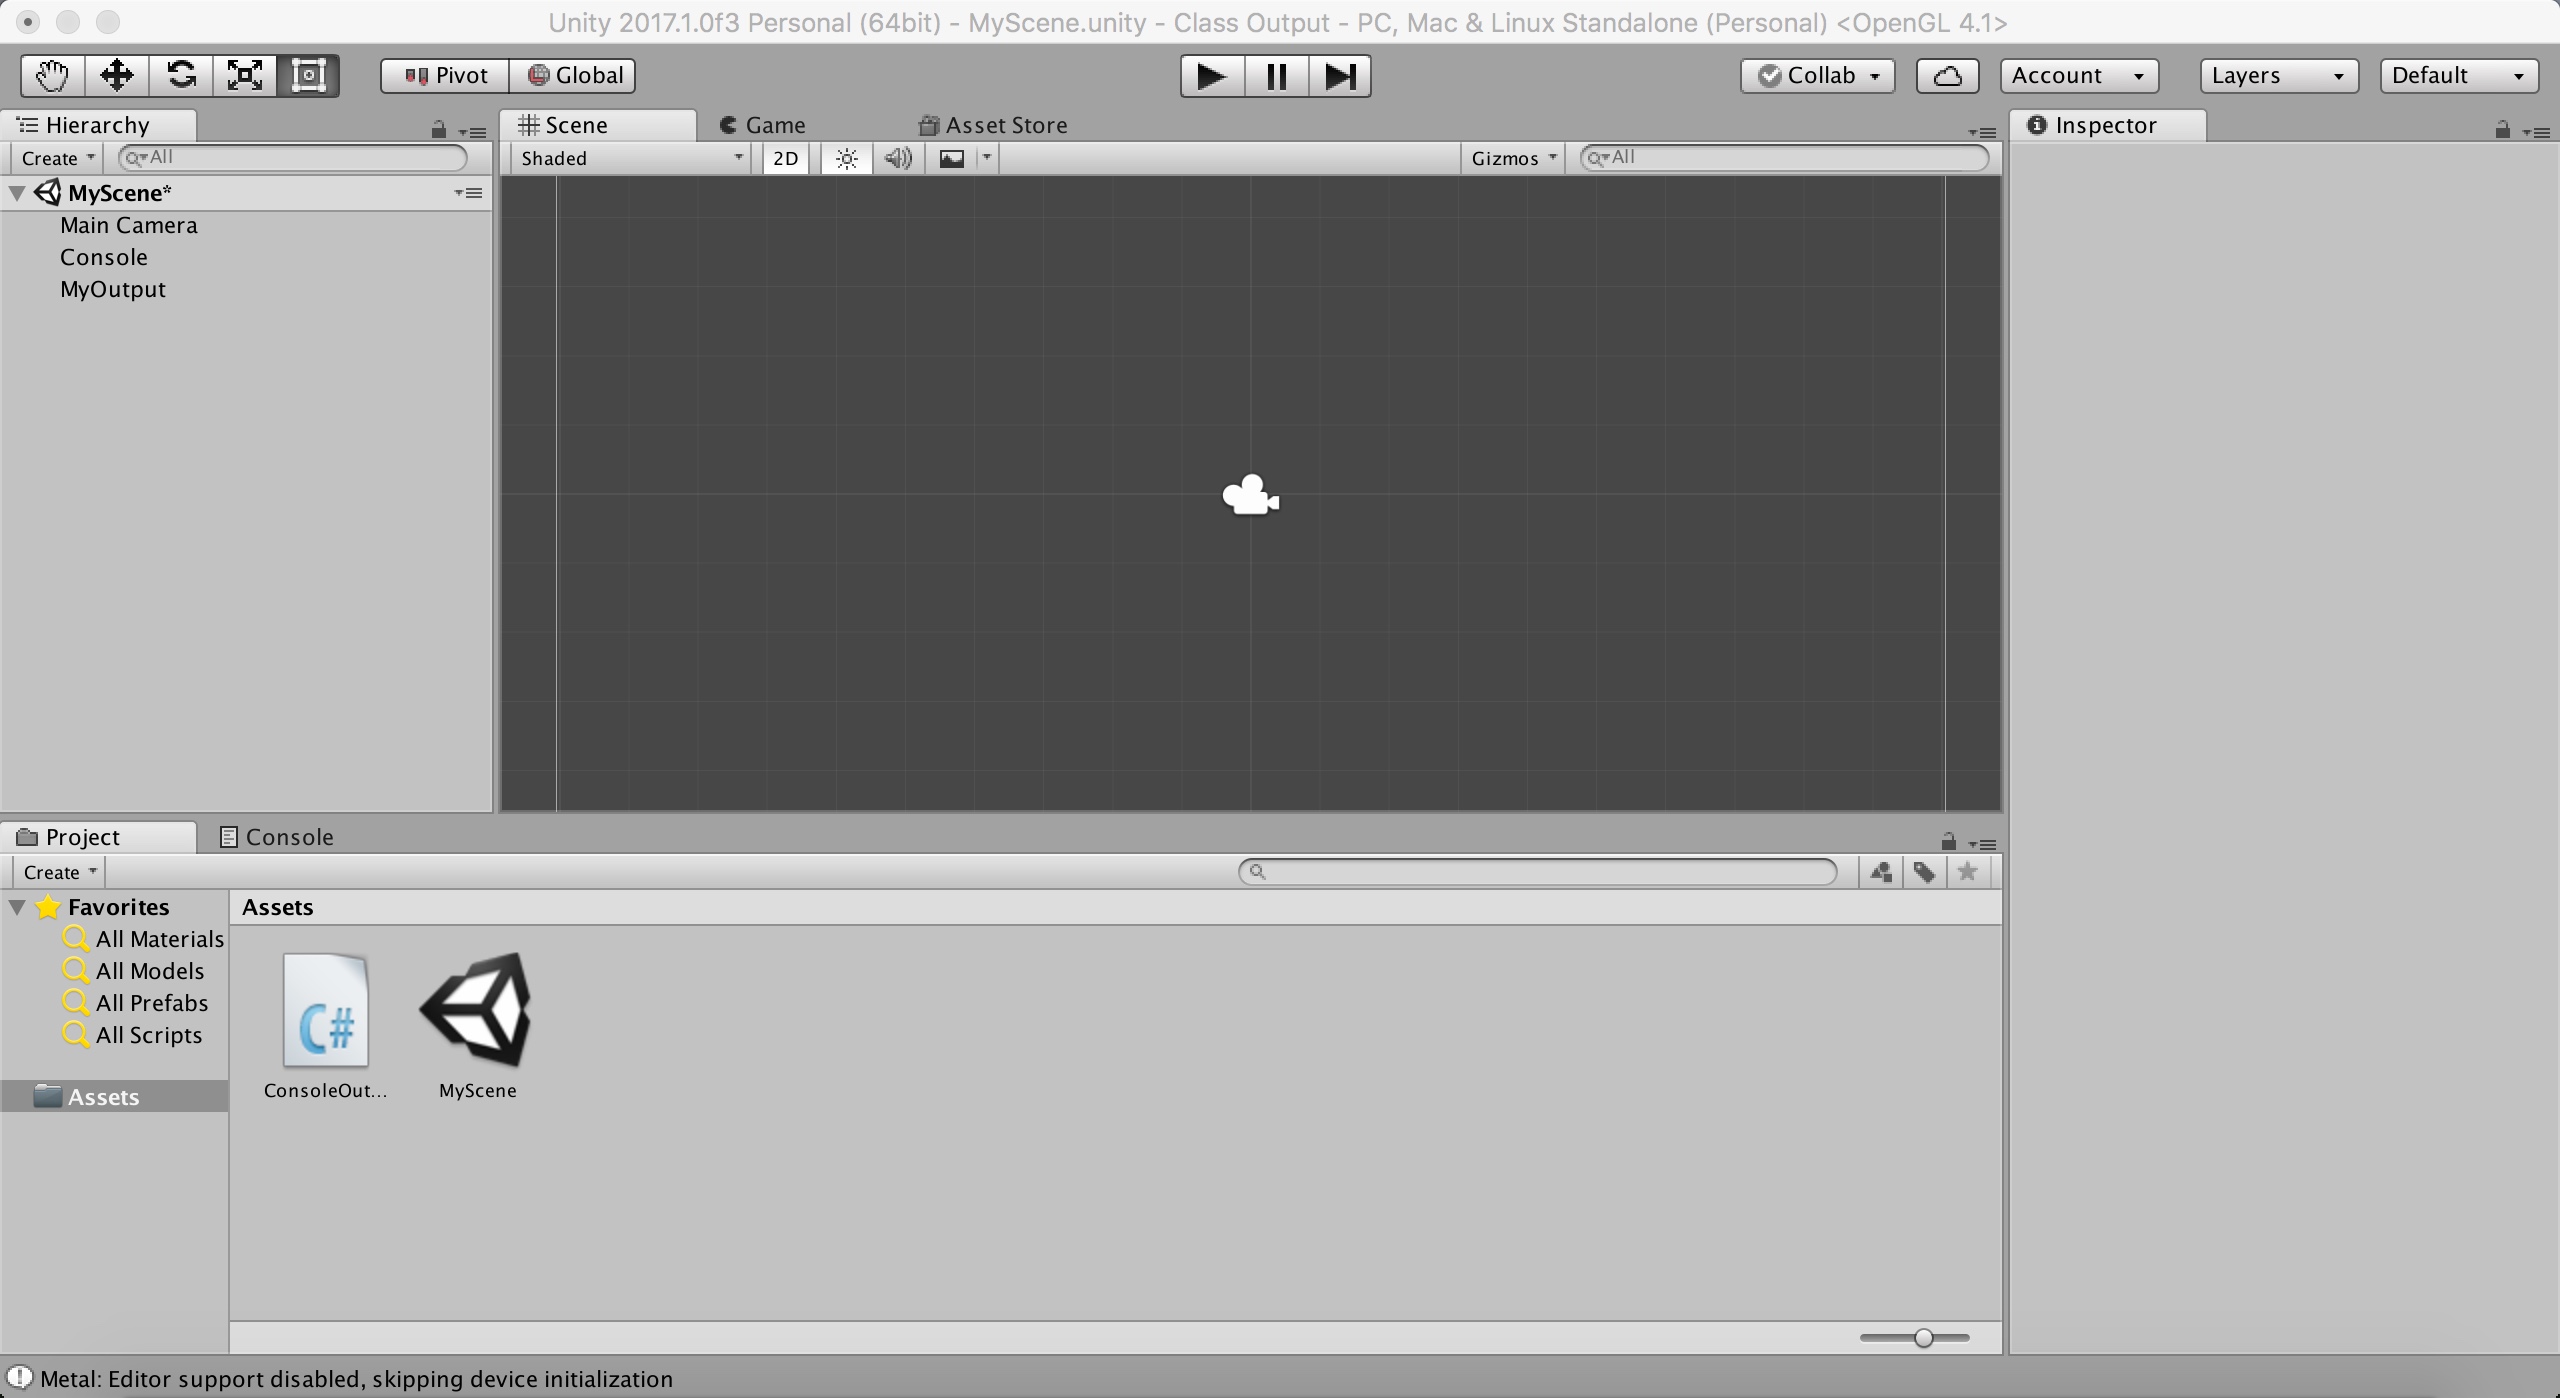 Unity 2017.1.0f3 Personal (64bit) - MyScene.unity - Class Output - PC, Mac & Linux Standalone (Personal) <OpenGL 4.1>
Pivot Global Collab Account Layers Default
Hierarchy
Scene Game Asset Store
Inspector
Create All
Shaded 2D Gizmos All
MyScene*
Main Camera
Console
MyOutput
Project Console
Create
Favorites
All Materials
All Models
All Prefabs
All Scripts
Assets
Assets
C#
ConsoleOut... MyScene
Metal: Editor support disabled, skipping device initialization